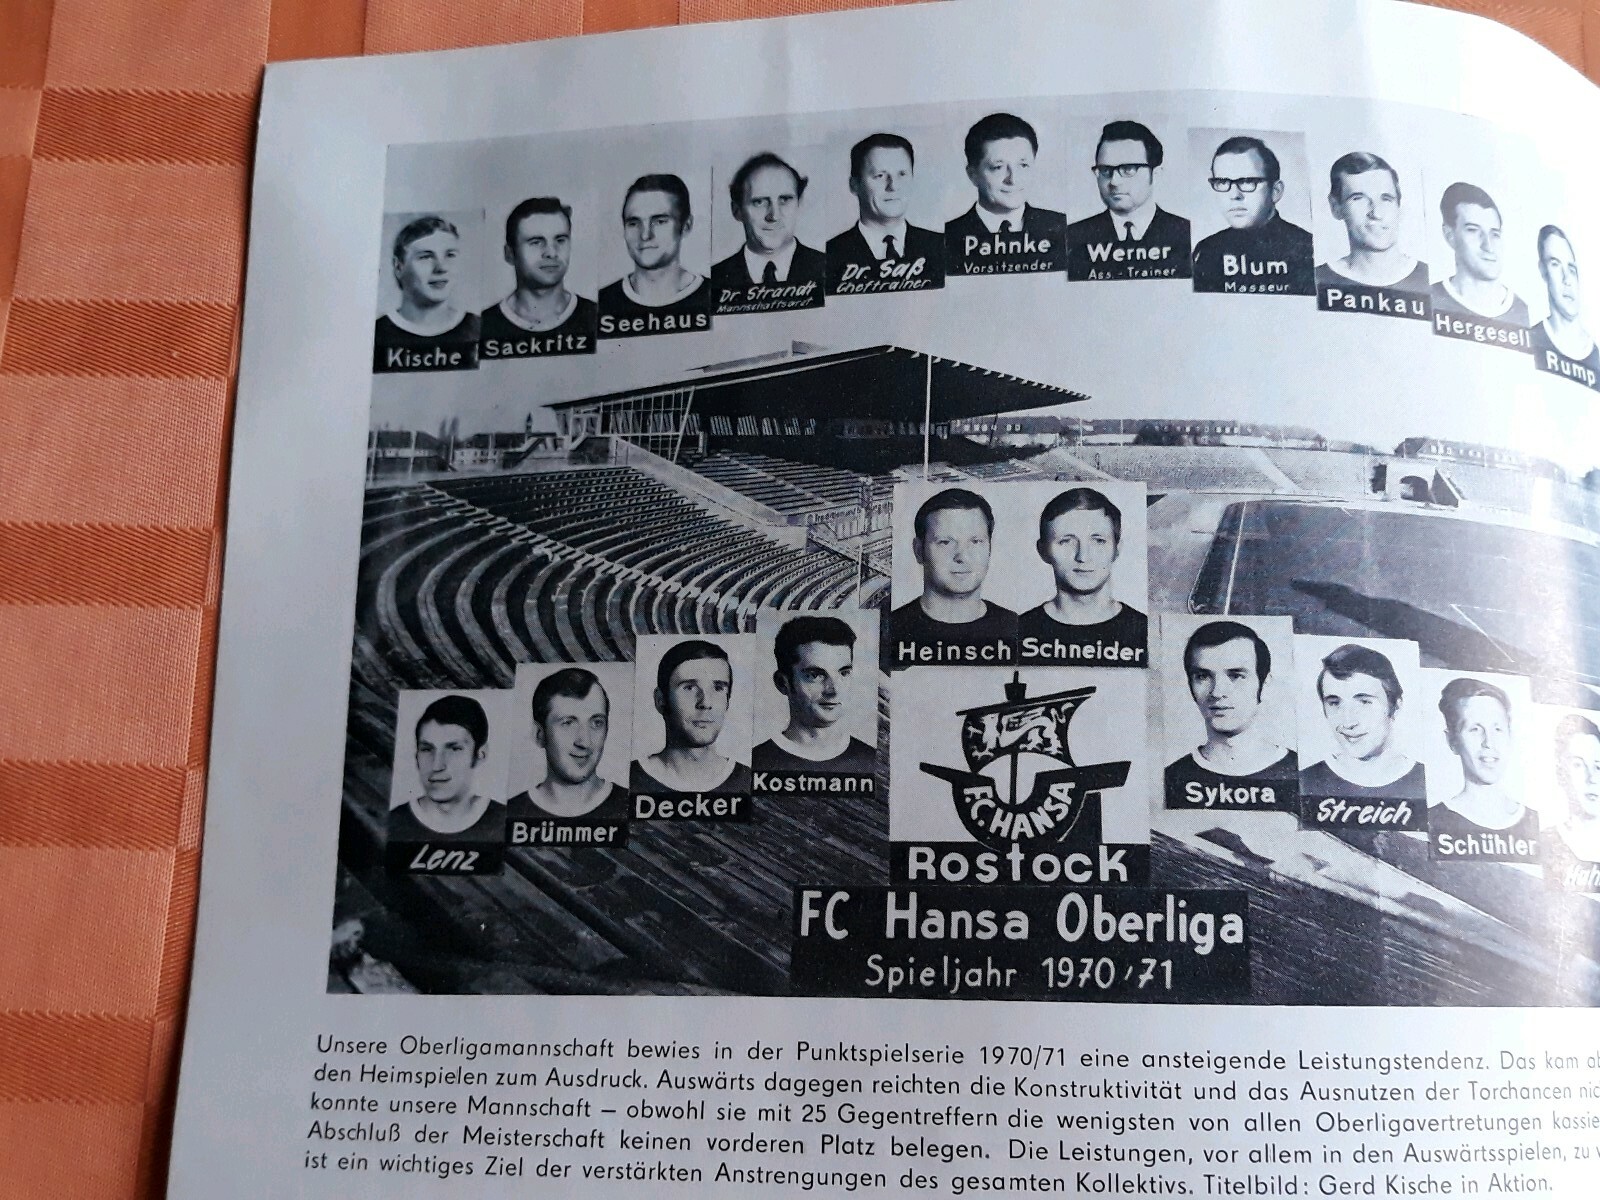 Kische
Sackritz
Seehaus
Dr. Strandt
Mannschaftsarzt
Dr. Saß
Cheftrainer
Pahnke
Vorsitzender
Werner
Ass.-Trainer
Blum
Masseur
Pankau
Hergesell
Rump
Heinsch
Schneider
Lenz
Brümmer
Decker
Kostmann
Sykora
Streich
Schühler
F.C. HANSA
Rostock
FC Hansa Oberliga
Spieljahr 1970/71
Unsere Oberligamannschaft bewies in der Punktspielserie 1970/71 eine ansteigende Leistungstendenz. Das kam
den Heimspielen zum Ausdruck. Auswärts dagegen reichten die Konstruktivität und das Ausnutzen der Torchancen
konnte unsere Mannschaft – obwohl sie mit 25 Gegentreffern die wenigsten von allen Oberligavertretungen
Abschluß der Meisterschaft keinen vorderen Platz belegen. Die Leistungen, vor allem in den Auswärtsspielen, zu
ist ein wichtiges Ziel der verstärkten Anstrengungen des gesamten Kollektivs. Titelbild: Gerd Kische in Aktion.